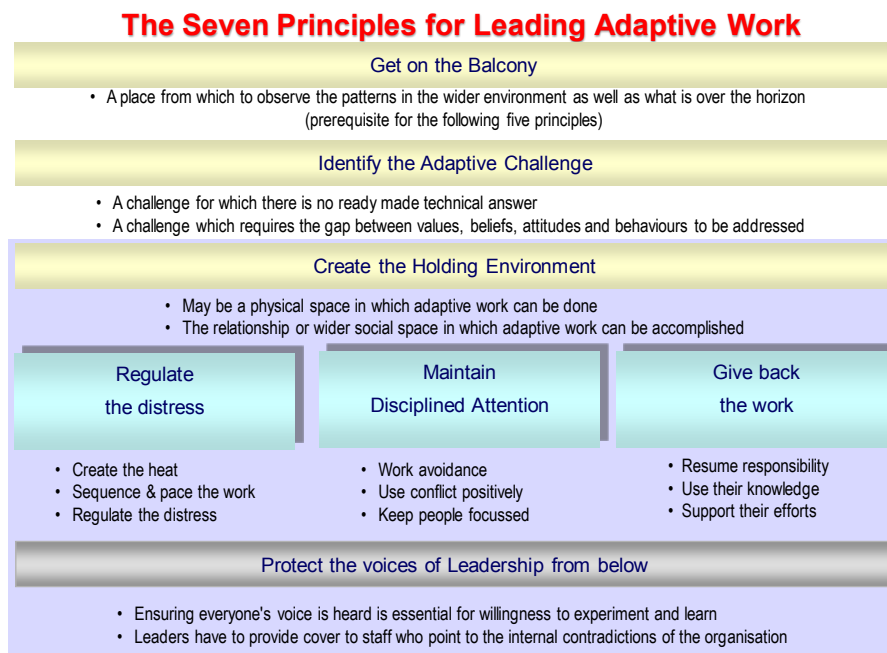 The Seven Principles for Leading Adaptive Work
Get on the Balcony
• A place from which to observe the patterns in the wider environment as well as what is over the horizon
(prerequisite for the following five principles)
Identify the Adaptive Challenge
• A challenge for which there is no ready made technical answer
• A challenge which requires the gap between values, beliefs, attitudes and behaviours to be addressed
Create the Holding Environment
• May be a physical space in which adaptive work can be done
• The relationship or wider social space in which adaptive work can be accomplished
Regulate
the distress
• Create the heat
• Sequence & pace the work
• Regulate the distress
Maintain
Disciplined Attention
• Work avoidance
• Use conflict positively
• Keep people focussed
Give back
the work
• Resume responsibility
• Use their knowledge
• Support their efforts
Protect the voices of Leadership from below
• Ensuring everyone's voice is heard is essential for willingness to experiment and learn
• Leaders have to provide cover to staff who point to the internal contradictions of the organisation